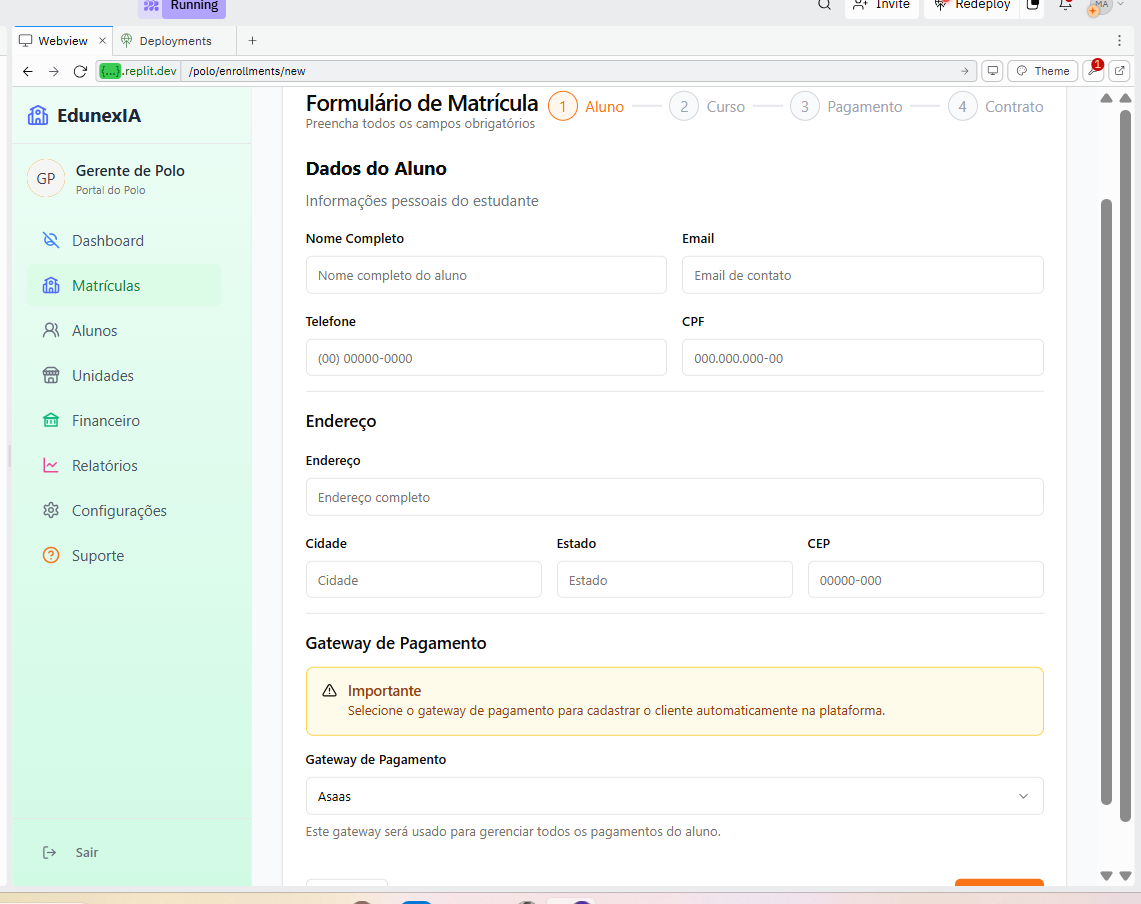 Running
Invite
Redeploy
MA
Webview
Deployments
{...}.replit.dev /polo/enrollments/new
Theme
1
EdunexIA
GP
Gerente de Polo
Portal do Polo
Dashboard
Matrículas
Alunos
Unidades
Financeiro
Relatórios
Configurações
Suporte
Sair
Formulário de Matrícula
Preencha todos os campos obrigatórios
1 Aluno
2 Curso
3 Pagamento
4 Contrato
Dados do Aluno
Informações pessoais do estudante
Nome Completo
Email
Nome completo do aluno
Email de contato
Telefone
CPF
(00) 00000-0000
000.000.000-00
Endereço
Endereço
Endereço completo
Cidade
Estado
CEP
Cidade
Estado
00000-000
Gateway de Pagamento
Importante
Selecione o gateway de pagamento para cadastrar o cliente automaticamente na plataforma.
Gateway de Pagamento
Asaas
Este gateway será usado para gerenciar todos os pagamentos do aluno.